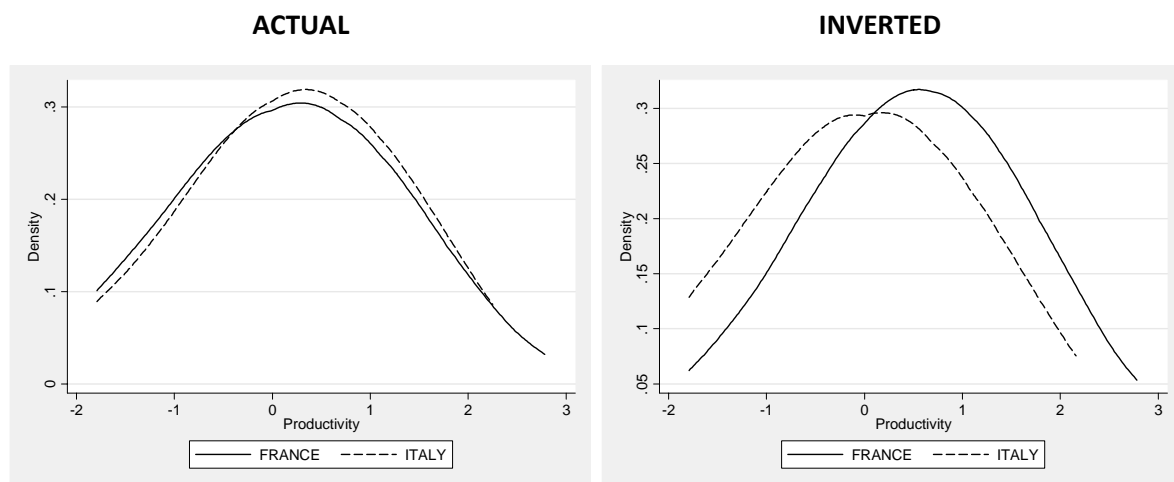 ACTUAL
INVERTED
Density
0
.1
.2
.3
-2
-1
0
1
2
3
Productivity
FRANCE
ITALY
Density
.05
.1
.15
.2
.25
.3
-2
-1
0
1
2
3
Productivity
FRANCE
ITALY